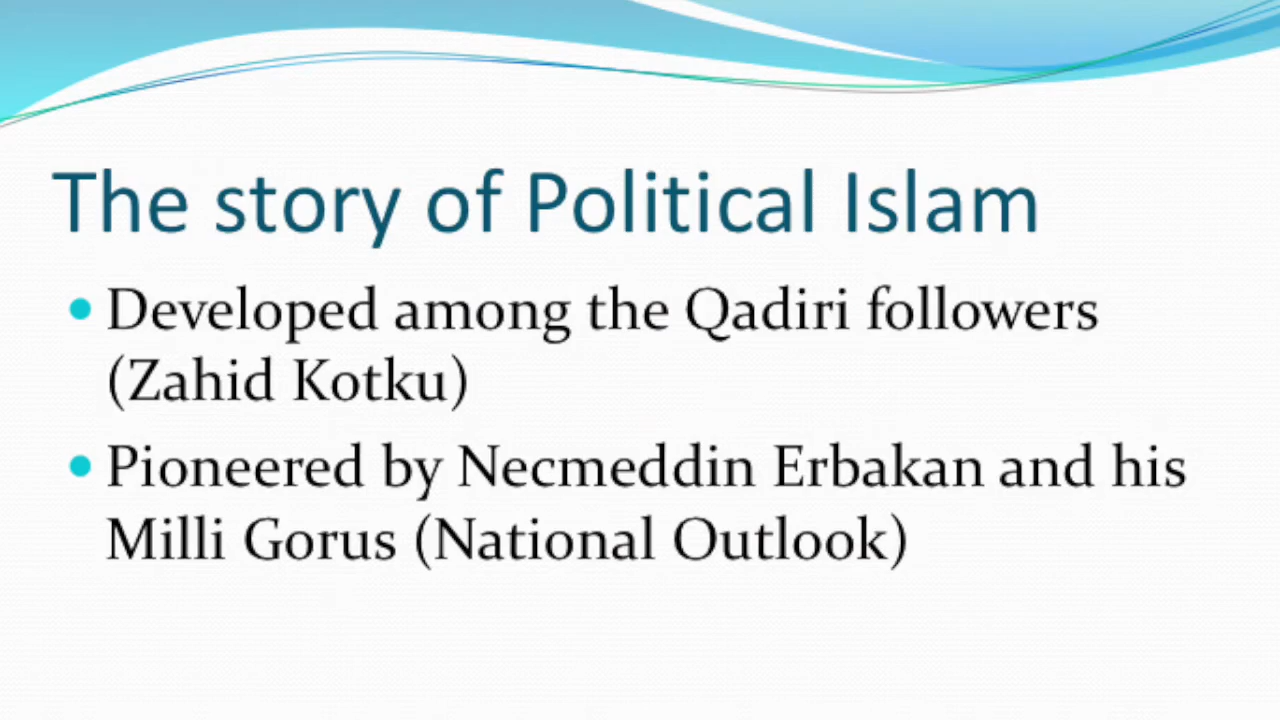 The story of Political Islam
• Developed among the Qadiri followers
(Zahid Kotku)
• Pioneered by Necmeddin Erbakan and his
Milli Gorus (National Outlook)